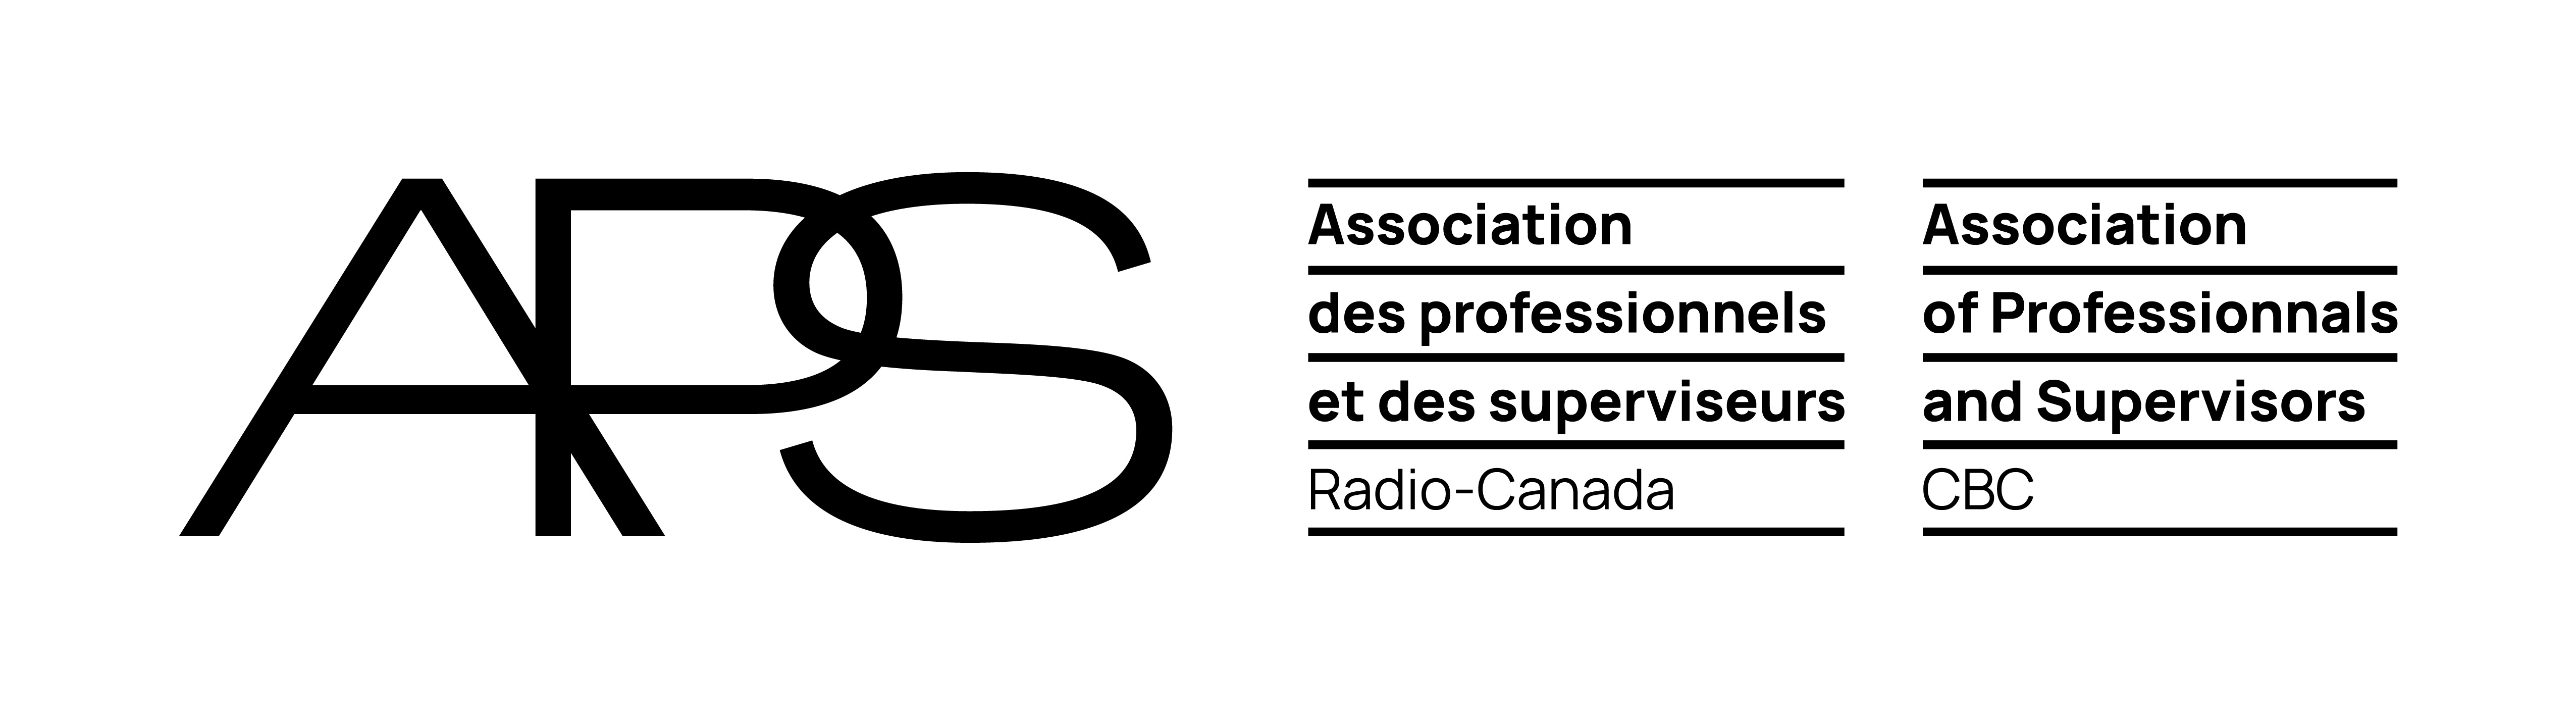 APS
Association
des professionnels
et des superviseurs
Radio-Canada
Association
of Professionnals
and Supervisors
CBC